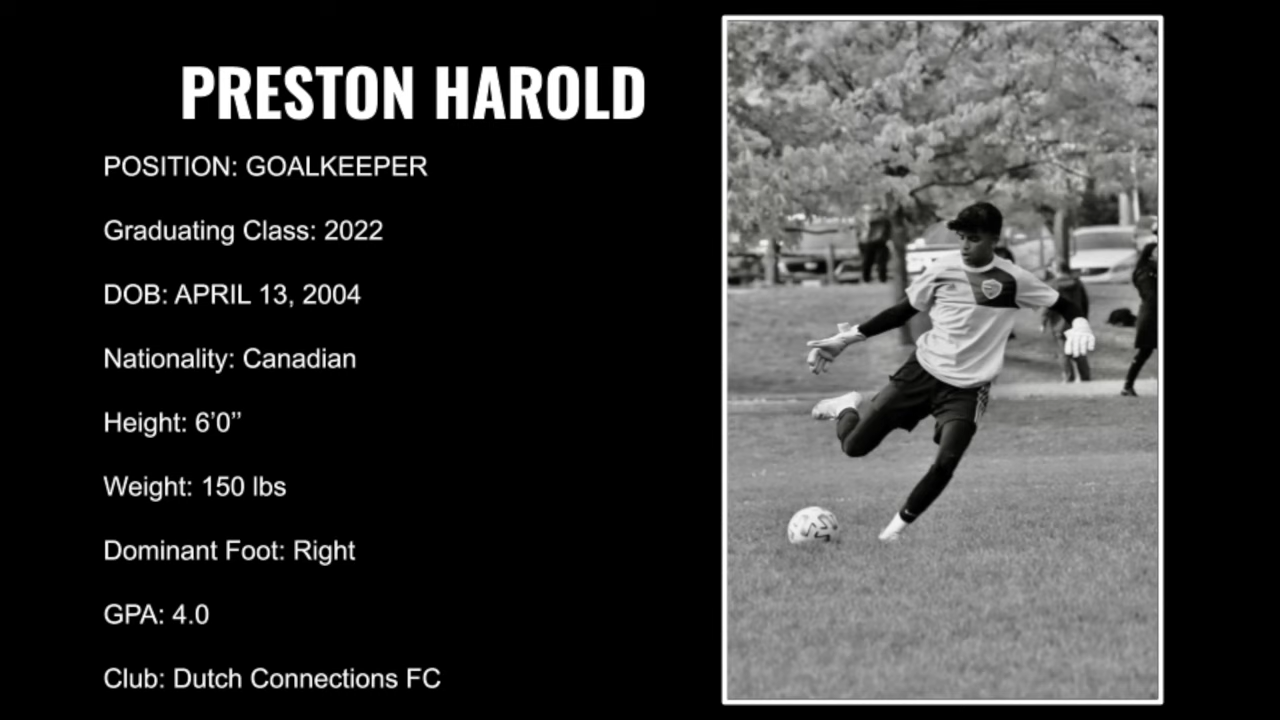 PRESTON HAROLD
POSITION: GOALKEEPER
Graduating Class: 2022
DOB: APRIL 13, 2004
Nationality: Canadian
Height: 6’0’’
Weight: 150 lbs
Dominant Foot: Right
GPA: 4.0
Club: Dutch Connections FC